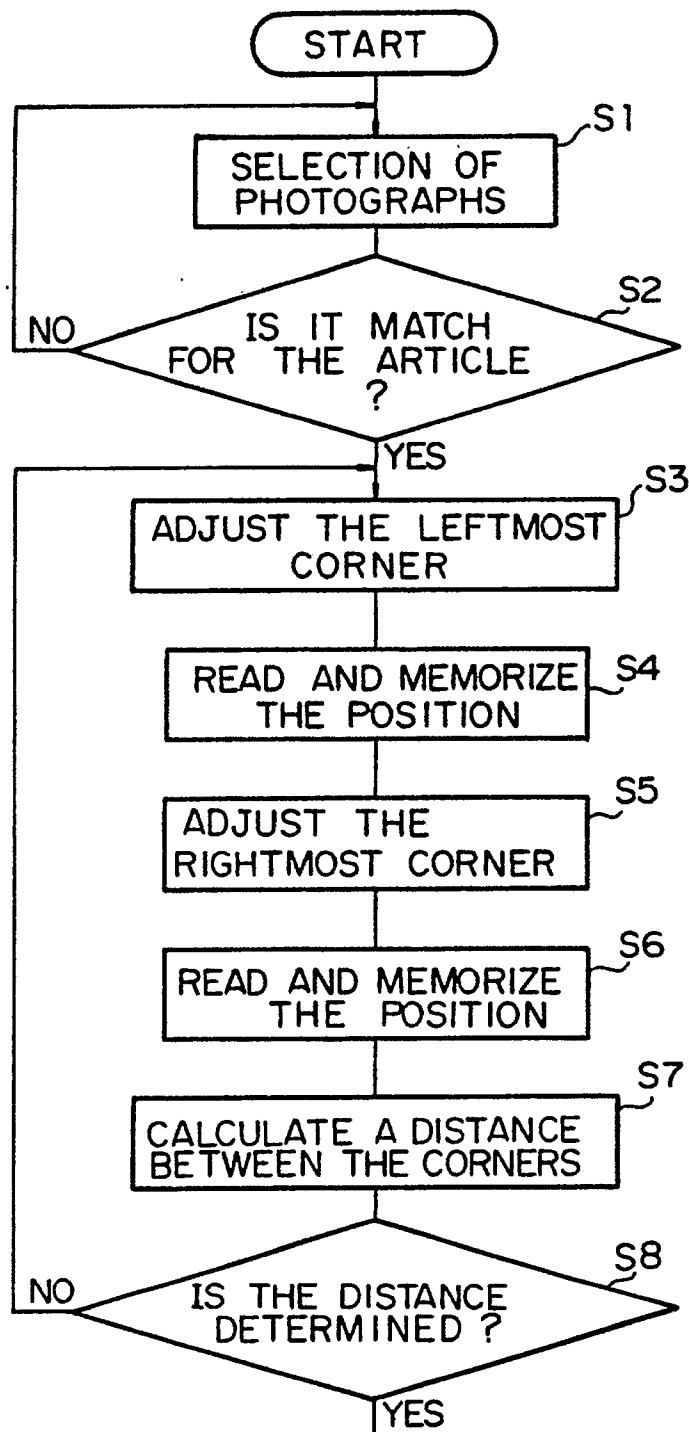 START
S1
SELECTION OF
PHOTOGRAPHS
S2
NO
IS IT MATCH
FOR THE ARTICLE
?
YES
S3
ADJUST THE LEFTMOST
CORNER
S4
READ AND MEMORIZE
THE POSITION
S5
ADJUST THE
RIGHTMOST CORNER
S6
READ AND MEMORIZE
THE POSITION
S7
CALCULATE A DISTANCE
BETWEEN THE CORNERS
S8
NO
IS THE DISTANCE
DETERMINED ?
YES